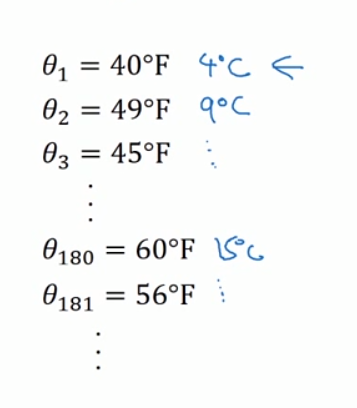 θ₁ = 40°F 4°C ←
θ₂ = 49°F 9°C
θ₃ = 45°F ⋮
⋮
θ₁₈₀ = 60°F 15°C
θ₁₈₁ = 56°F ⋮
⋮